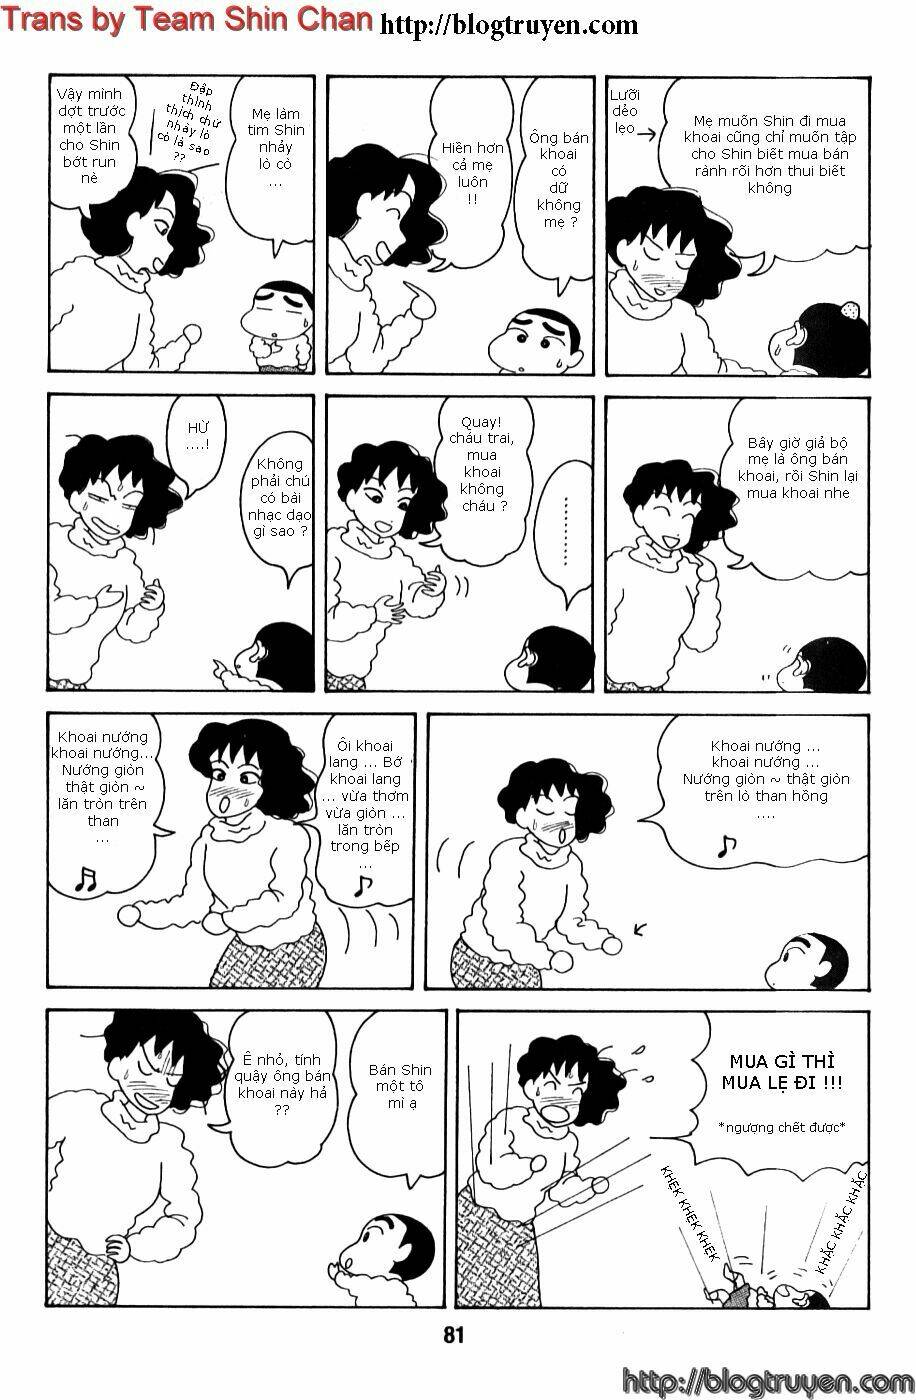 Trans by Team Shin Chan http://blogtruyen.com
Lưỡi
dẻo
lẹo
Mẹ muốn Shin đi mua
khoai cũng chỉ muốn tập
cho Shin biết mua bán
rành rõi hơn thui biết
không
Ông bán
khoai
có
dữ
không
mẹ ?
Hiền hơn
cả mẹ
luôn
!!
Mẹ làm
tim Shin
nhảy
lò cò
...
Đập
thình
thịch chứ
nhảy lò
cò là sao
??
Vậy mình
dợt trước
một lần
cho Shin
bớt run
nè
Bây giờ giả bộ
mẹ là ông bán
khoai, rồi Shin lại
mua khoai nhe
Quay!
cháu trai,
mua
khoai
không
cháu ?
..........
Không
phải chú
có bài
nhạc dạo
gì sao ?
HỪ
....!
Khoai nướng ...
khoai nướng...
Nướng giòn ~ thật giòn
trên lò than hồng
....
Ôi khoai
lang ... Bớ
khoai lang
... vừa thơm
vừa giòn ...
lăn tròn
trong bếp
...
Khoai nướng
khoai nướng...
Nướng giòn
thật giòn ~
lăn tròn trên
than
...
MUA GÌ THÌ
MUA LẸ ĐI !!!
*ngượng chết được*
KHẸK KHẸK KHẸK
KHẮC KHẮC KHẮC
Bán Shin
một tô
mì ạ
Ê nhỏ, tính
quậy ông bán
khoai này hả
??
81
http://blogtruyen.com